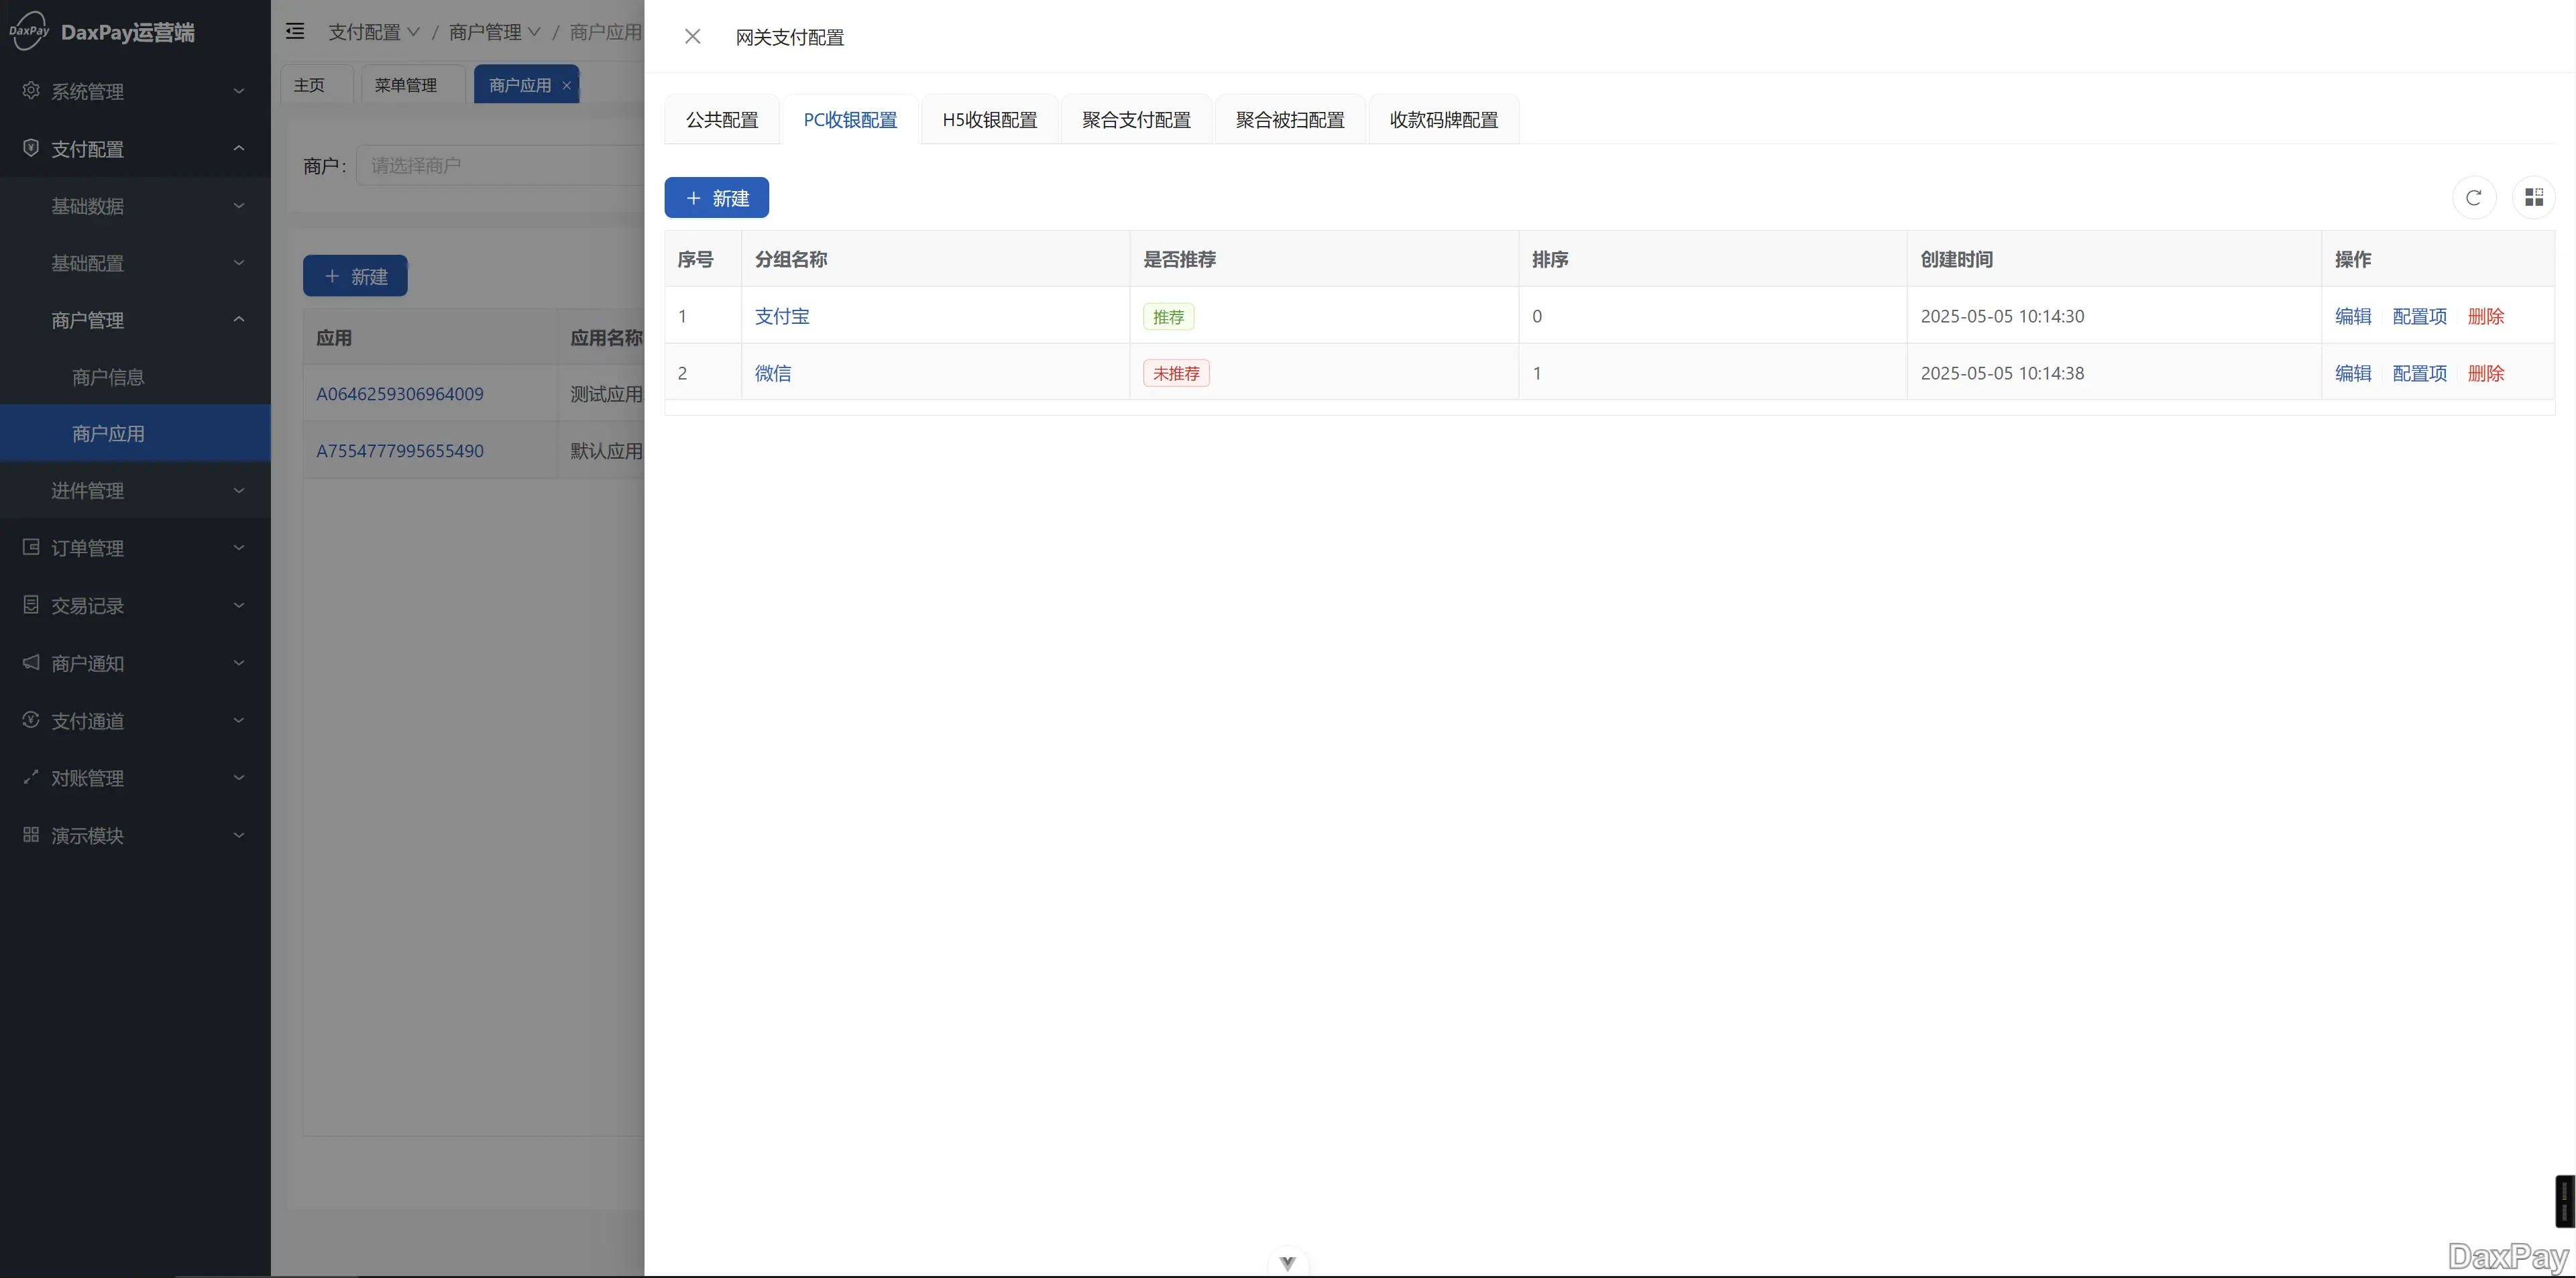 DaxPay
DaxPay运营端
系统管理
支付配置
基础数据
基础配置
商户管理
商户信息
商户应用
进件管理
订单管理
交易记录
商户通知
支付通道
对账管理
演示模块
支付配置 / 商户管理 / 商户应用
主页 菜单管理 商户应用
商户: 请选择商户
新建
应用 应用名称
A0646259306964009 测试应用
A7554777995655490 默认应用
网关支付配置
公共配置 PC收银配置 H5收银配置 聚合支付配置 聚合被扫配置 收款码牌配置
新建
序号 分组名称 是否推荐 排序 创建时间 操作
1 支付宝 推荐 0 2025-05-05 10:14:30 编辑 配置项 删除
2 微信 未推荐 1 2025-05-05 10:14:38 编辑 配置项 删除
DaxPay